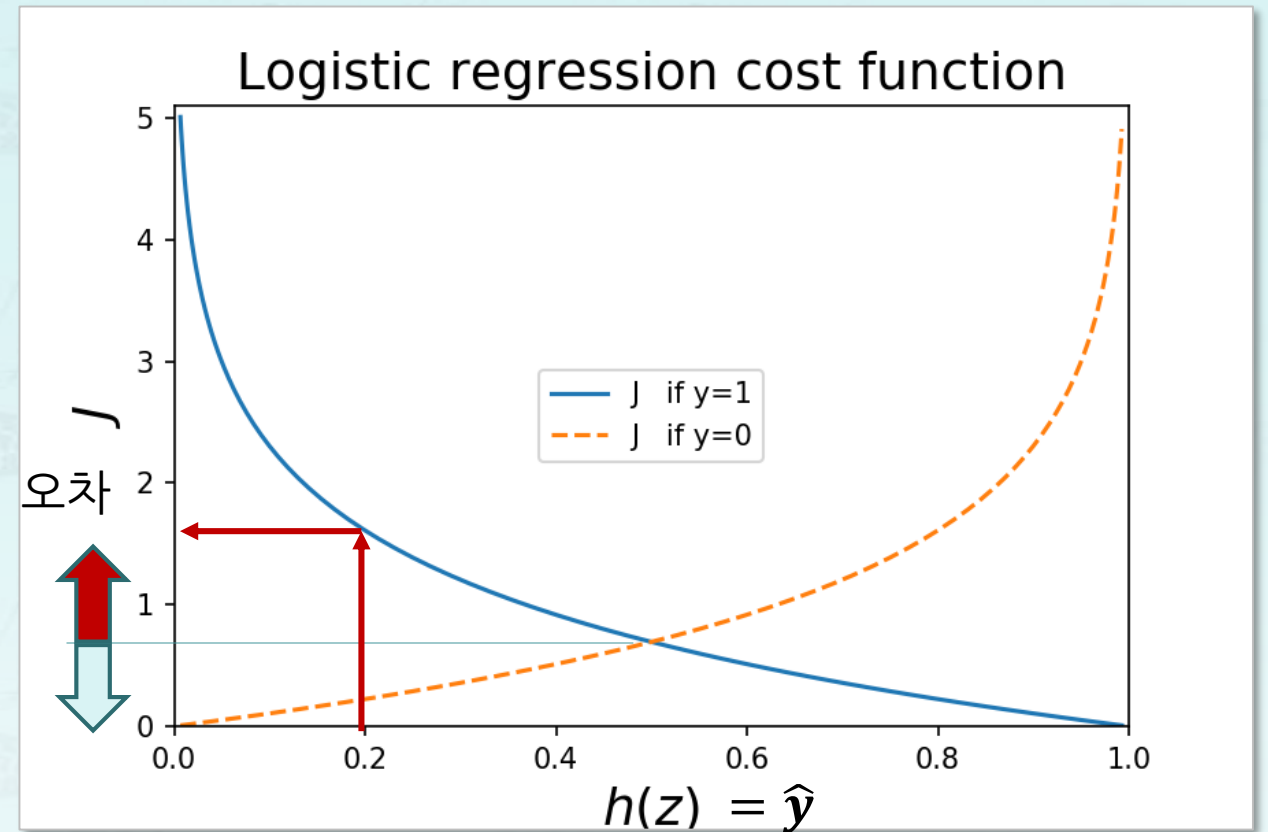 Logistic regression cost function
5
4
3
2
1
0
J
오차
J if y=1
J if y=0
0.0 0.2 0.4 0.6 0.8 1.0
h(z) = ŷ